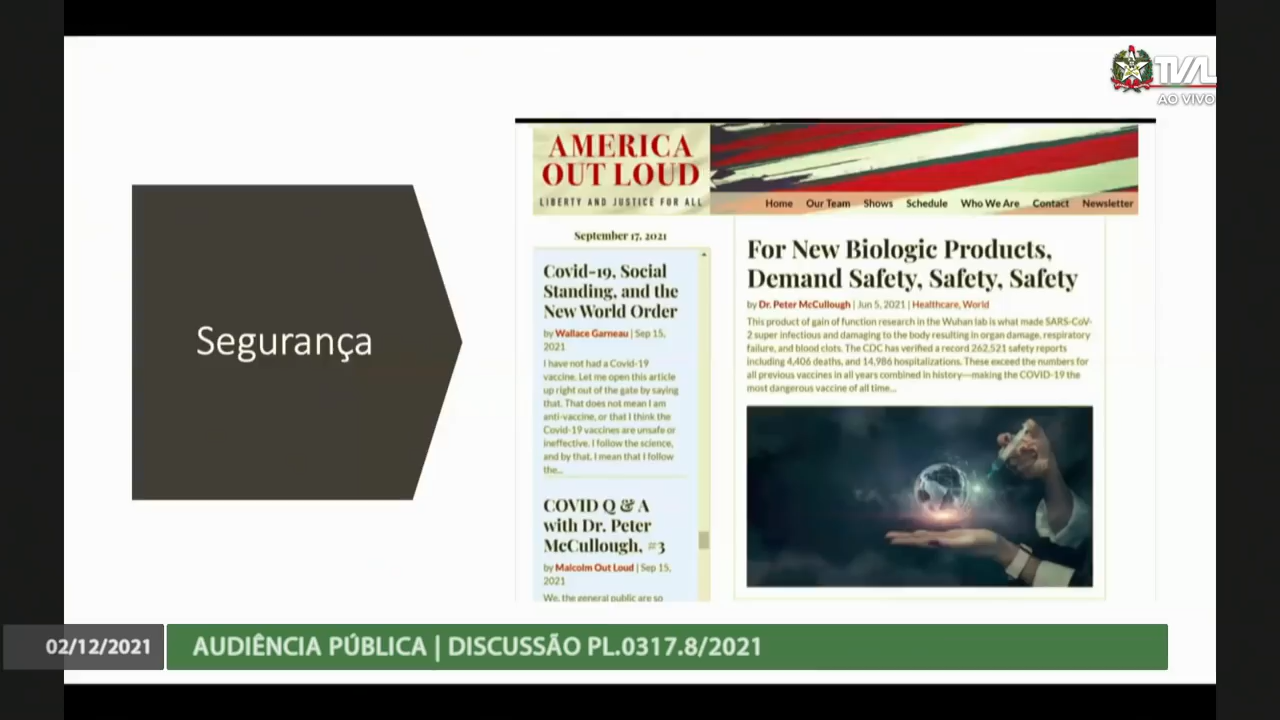 TVAL
AO VIVO
Segurança
AMERICA
OUT LOUD
LIBERTY AND JUSTICE FOR ALL
Home Our Team Shows Schedule Who We Are Contact Newsletter
September 17, 2021
Covid-19, Social
Standing, and the
New World Order
by Wallace Garneau | Sep 15,
2021
I have not had a Covid-19
vaccine. Let me open this article
up right out of the gate by saying
that. That does not mean I am
anti-vaccine, or that I think the
Covid-19 vaccines are unsafe or
ineffective. I follow the science,
and by that, I mean that I follow
the...
COVID Q & A
with Dr. Peter
McCullough, #3
by Malcolm Out Loud | Sep 15,
2021
We, the general public are so
For New Biologic Products,
Demand Safety, Safety, Safety
by Dr. Peter McCullough | Jun 5, 2021 | Healthcare, World
This product of gain of function research in the Wuhan lab is what made SARS-CoV-
2 super infectious and damaging to the body resulting in organ damage, respiratory
failure, and blood clots. The CDC has verified a record 262,521 safety reports
including 4,406 deaths, and 14,986 hospitalizations. These exceed the numbers for
all previous vaccines in all years combined in history—making the COVID-19 the
most dangerous vaccine of all time...
02/12/2021
AUDIÊNCIA PÚBLICA | DISCUSSÃO PL.0317.8/2021